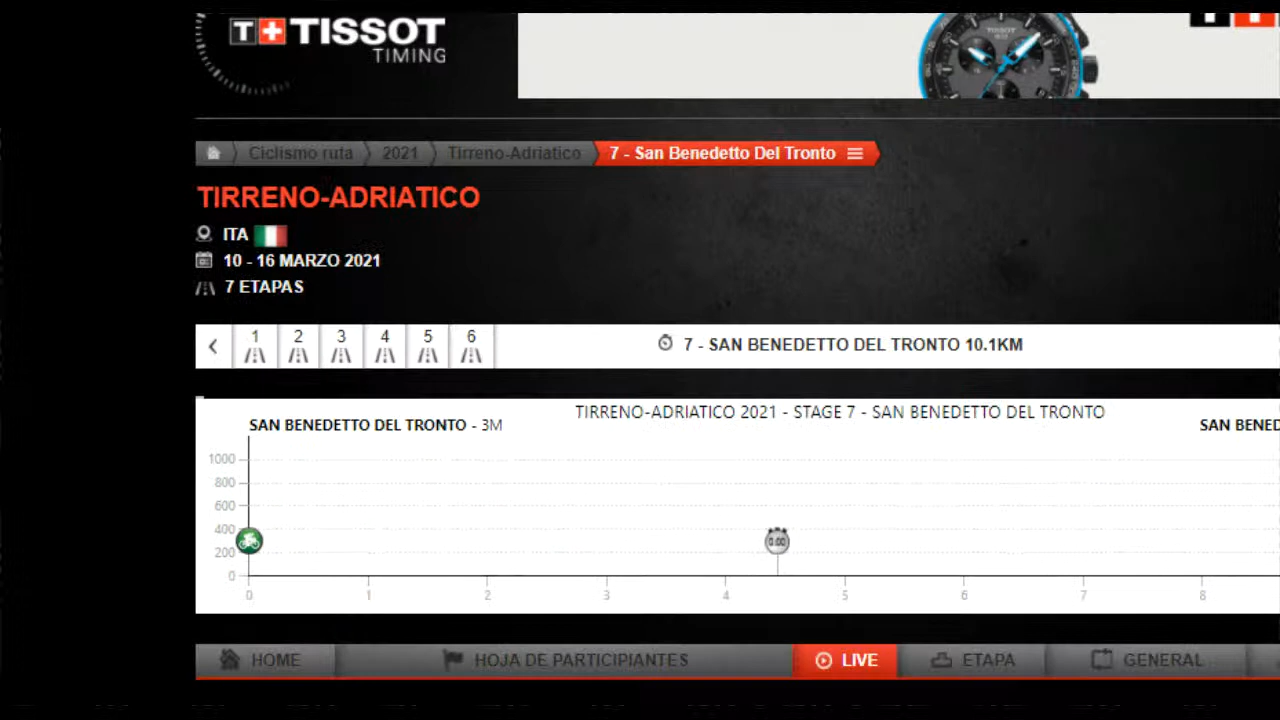 T+ TISSOT
TIMING
TISSOT
Ciclismo ruta
2021
Tirreno-Adriatico
7 - San Benedetto Del Tronto
TIRRENO-ADRIATICO
ITA
10 - 16 MARZO 2021
7 ETAPAS
1 2 3 4 5 6
7 - SAN BENEDETTO DEL TRONTO 10.1KM
TIRRENO-ADRIATICO 2021 - STAGE 7 - SAN BENEDETTO DEL TRONTO
SAN BENEDETTO DEL TRONTO - 3M
SAN BENED
1000
800
600
400
200
0
0:00
0 1 2 3 4 5 6 7 8
HOME
HOJA DE PARTICIPIANTES
LIVE
ETAPA
GENERAL